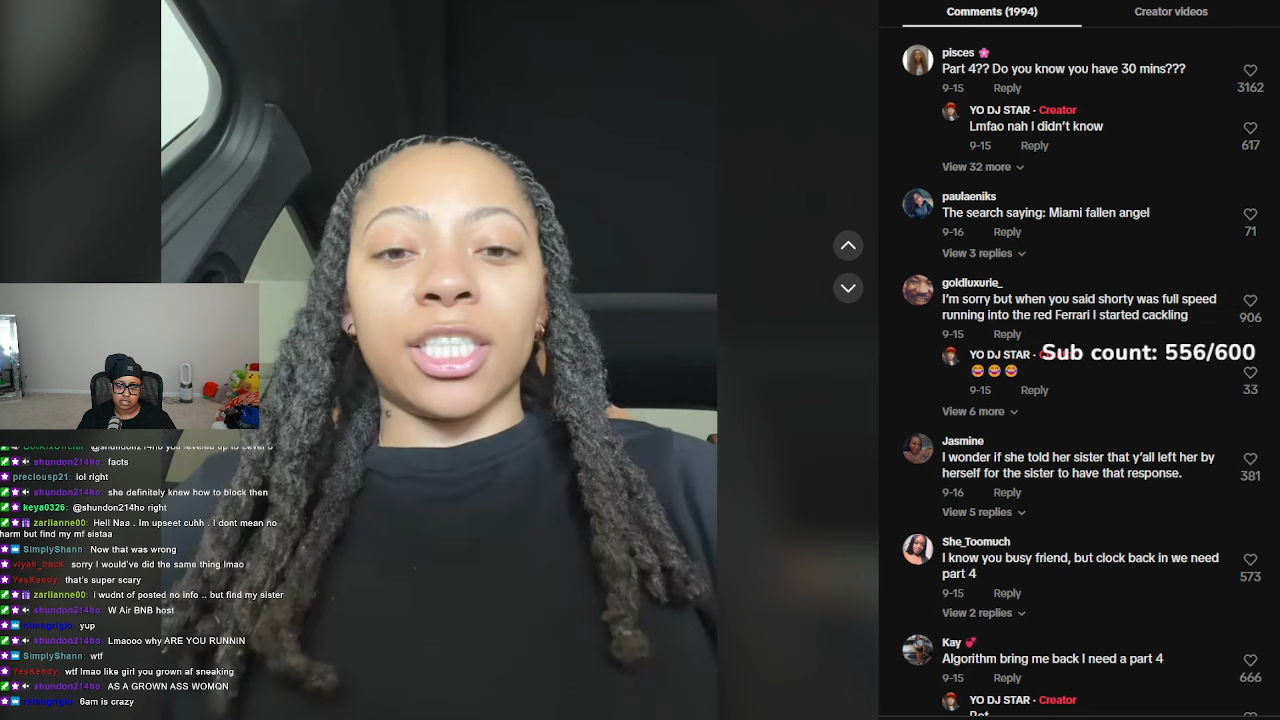 Comments (1994)
Creator videos
pisces 🌸
Part 4?? Do you know you have 30 mins???
9-15 Reply
3162
YO DJ STAR · Creator
Lmfao nah I didn't know
9-15 Reply
617
View 32 more
paulaeniks
The search saying: Miami fallen angel
9-16 Reply
71
View 3 replies
goldluxurie_
I'm sorry but when you said shorty was full speed
running into the red Ferrari I started cackling
9-15 Reply
906
YO DJ STAR ·
Sub count: 556/600
😂😂😂
9-15 Reply
33
View 6 more
Jasmine
I wonder if she told her sister that y'all left her by
herself for the sister to have that response.
9-16 Reply
381
View 5 replies
She_Toomuch
I know you busy friend, but clock back in we need
part 4
9-15 Reply
573
View 2 replies
Kay 💞
Algorithm bring me back I need a part 4
9-15 Reply
666
YO DJ STAR · Creator
shundon214ho: facts
preciousp21: lol right
shundon214ho: she definitely knew how to block then
keya0326: @shundon214ho right
zarlianne00: Hell Naa . Im upseet cuhh . I dont mean no
harm but find my mf sistaa
SimplyShann: Now that was wrong
viyah_back: sorry I would've did the same thing lmao
YesKendy: that's super scary
zarlianne00: i wudnt of posted no info .. but find my sister
shundon214ho: W Air BNB host
nimogrigio: yup
shundon214ho: Lmaooo why ARE YOU RUNNIN
SimplyShann: wtf
YesKendy: wtf lmao like girl you grown af sneaking
shundon214ho: AS A GROWN ASS WOMQN
nimogrigio: 6am is crazy